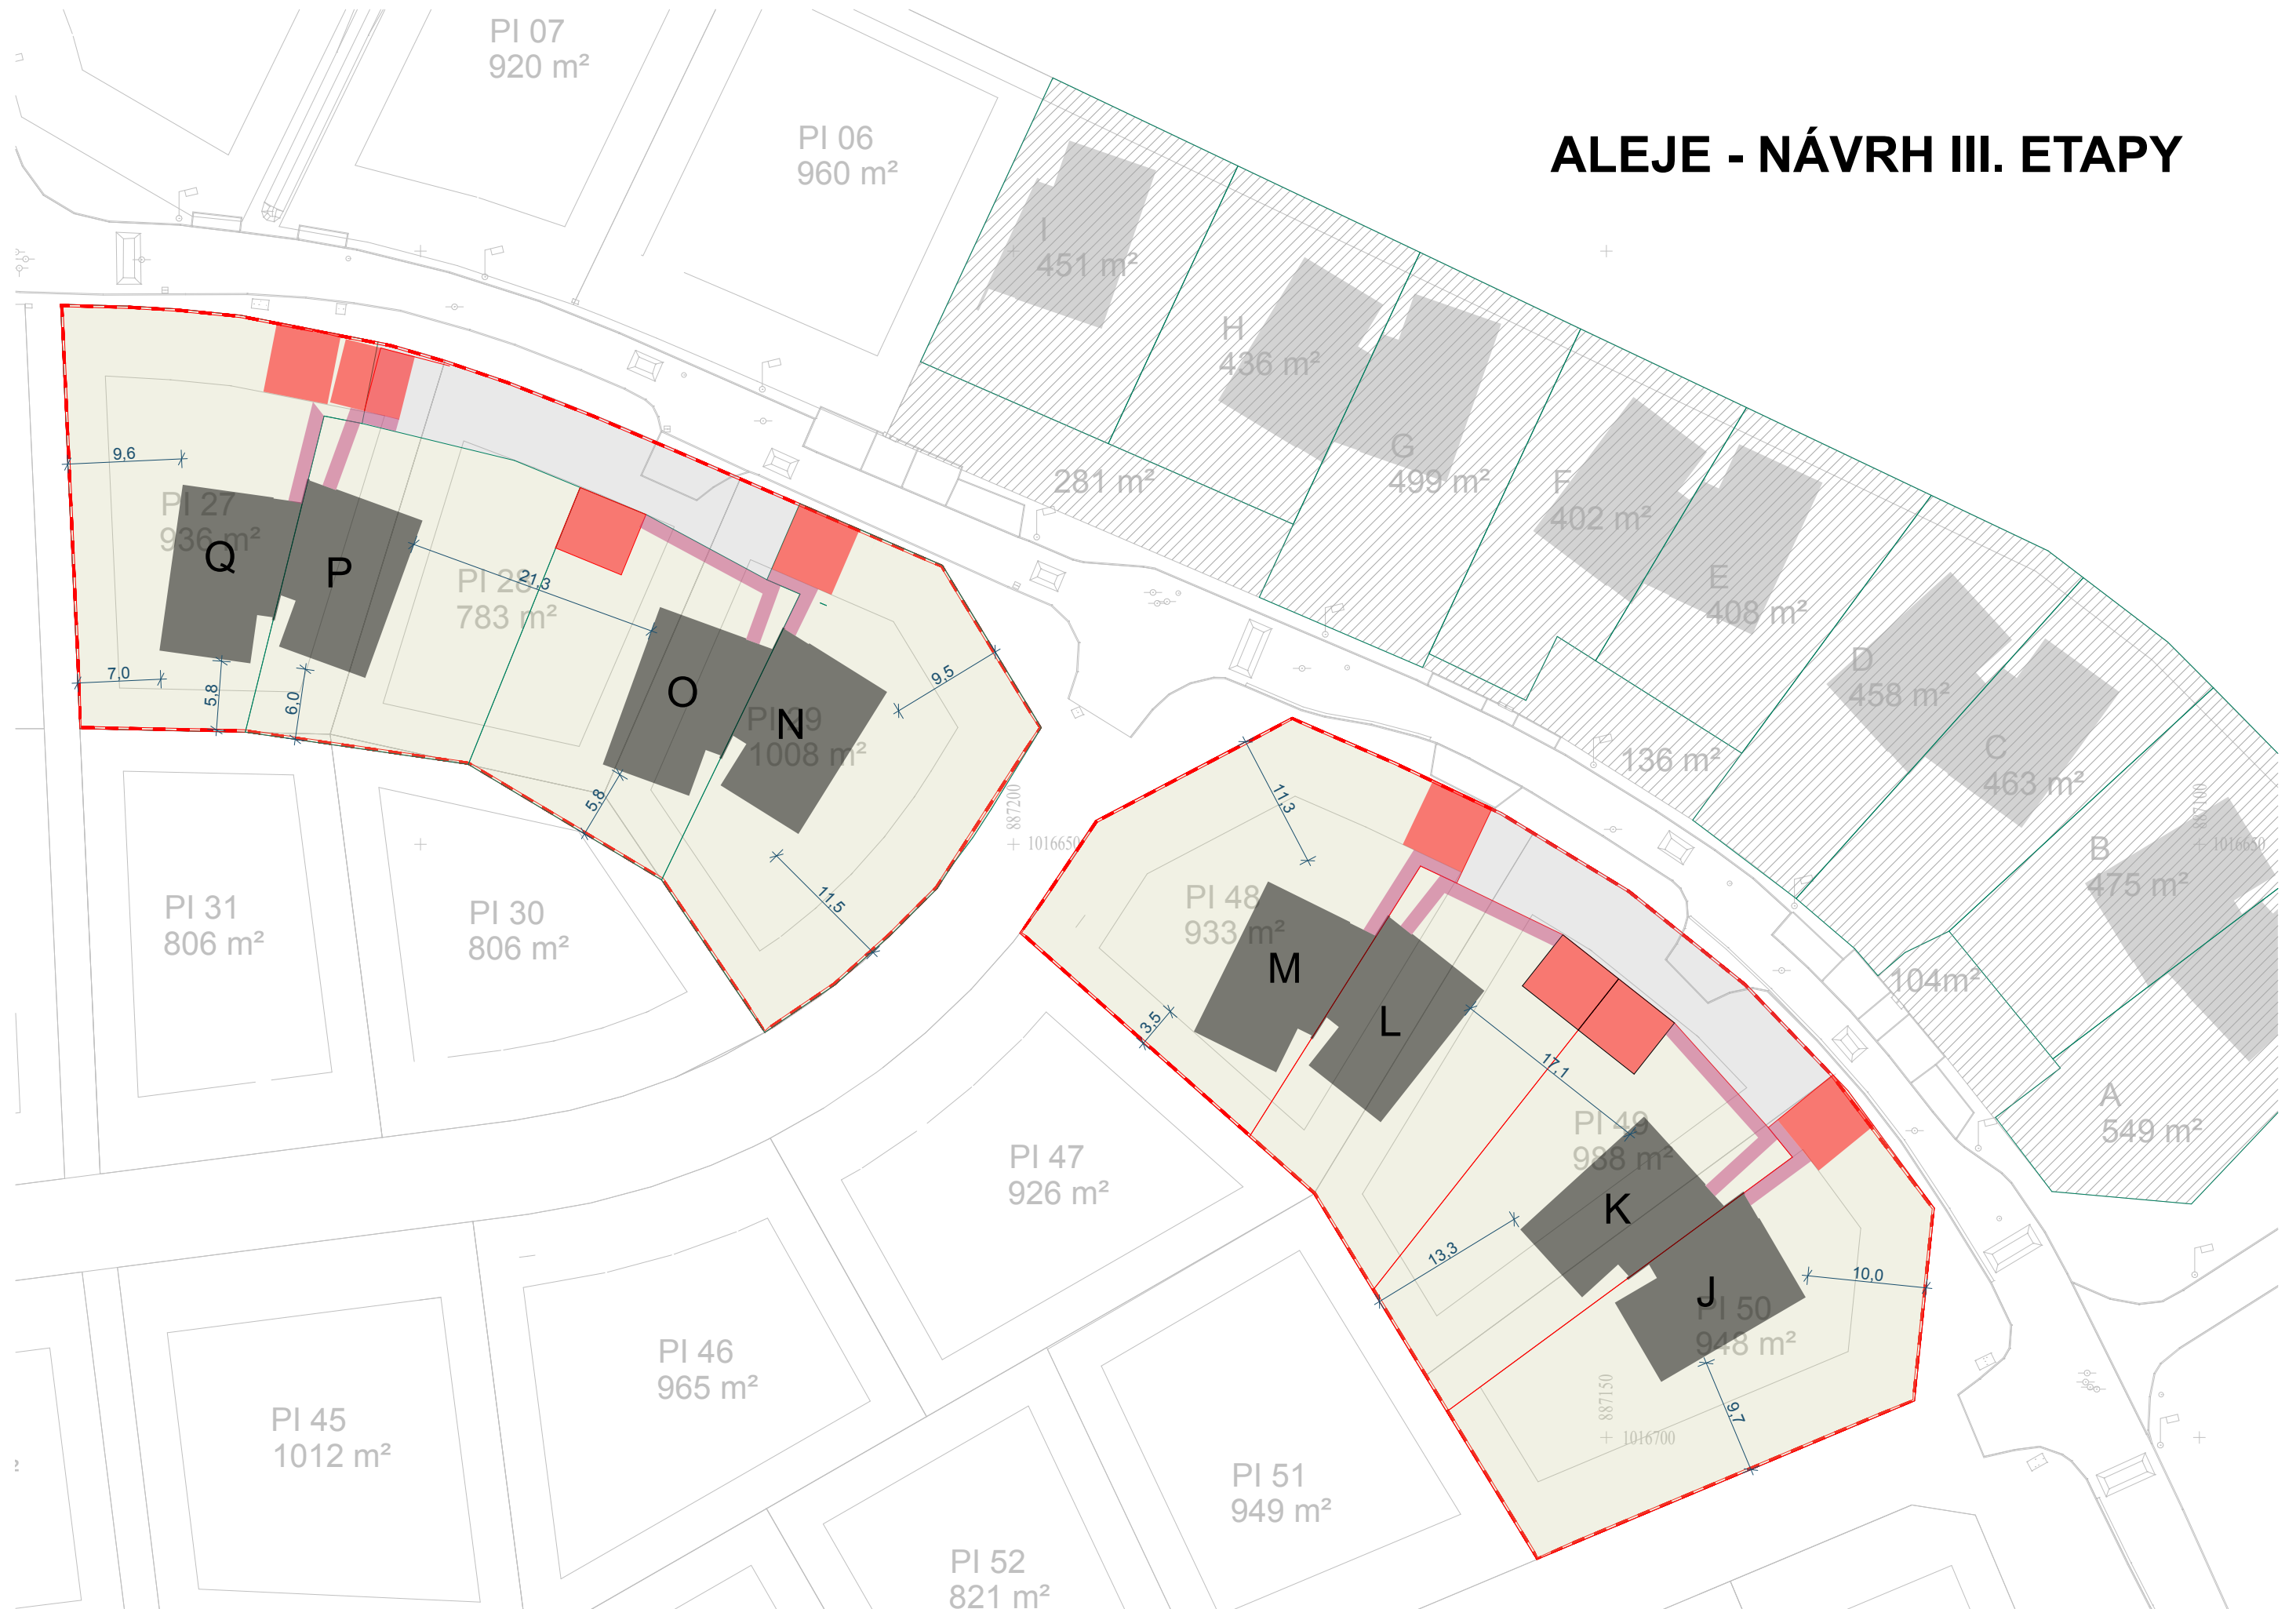 ALEJE - NÁVRH III. ETAPY
PI 07
920 m²
PI 06
960 m²
I
451 m²
H
436 m²
G
499 m²
281 m²
F
402 m²
E
408 m²
D
458 m²
C
463 m²
136 m²
B
475 m²
104m²
A
549 m²
9,6
PI 27
936 m²
Q
P
7,0
5,8
6,0
21,3
PI 28
783 m²
O
N
PI 29
1008 m²
9,5
5,8
11,5
887200
1016650
887100
1016650
PI 31
806 m²
PI 30
806 m²
11,3
PI 48
933 m²
M
L
3,5
17,1
PI 49
988 m²
K
13,3
J
10,0
PI 50
948 m²
9,7
887150
1016700
PI 47
926 m²
PI 46
965 m²
PI 45
1012 m²
PI 51
949 m²
PI 52
821 m²